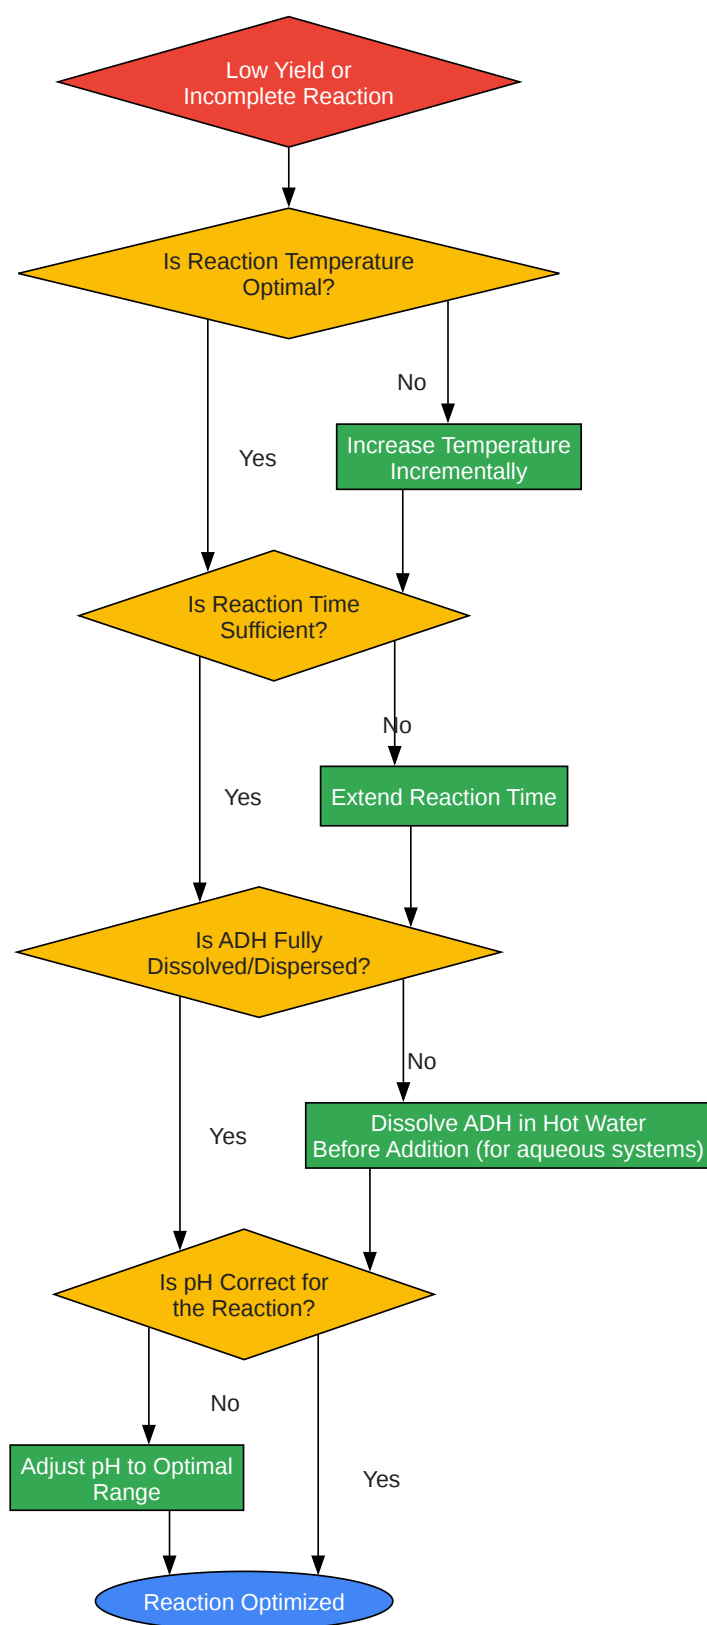 Low Yield or
Incomplete Reaction
Is Reaction Temperature
Optimal?
No
Increase Temperature
Incrementally
Yes
Is Reaction Time
Sufficient?
No
Extend Reaction Time
Yes
Is ADH Fully
Dissolved/Dispersed?
No
Dissolve ADH in Hot Water
Before Addition (for aqueous systems)
Yes
Is pH Correct for
the Reaction?
No
Adjust pH to Optimal
Range
Yes
Reaction Optimized